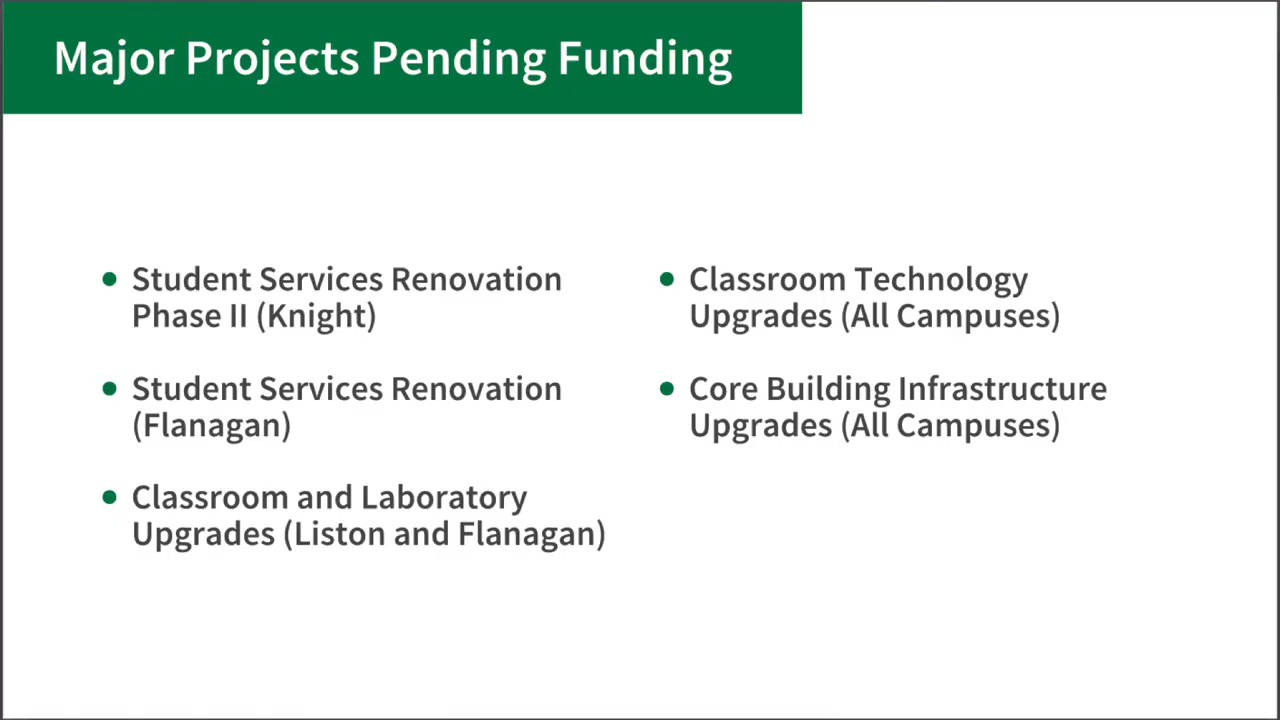 Major Projects Pending Funding
• Student Services Renovation
Phase II (Knight)
• Student Services Renovation
(Flanagan)
• Classroom and Laboratory
Upgrades (Liston and Flanagan)
• Classroom Technology
Upgrades (All Campuses)
• Core Building Infrastructure
Upgrades (All Campuses)